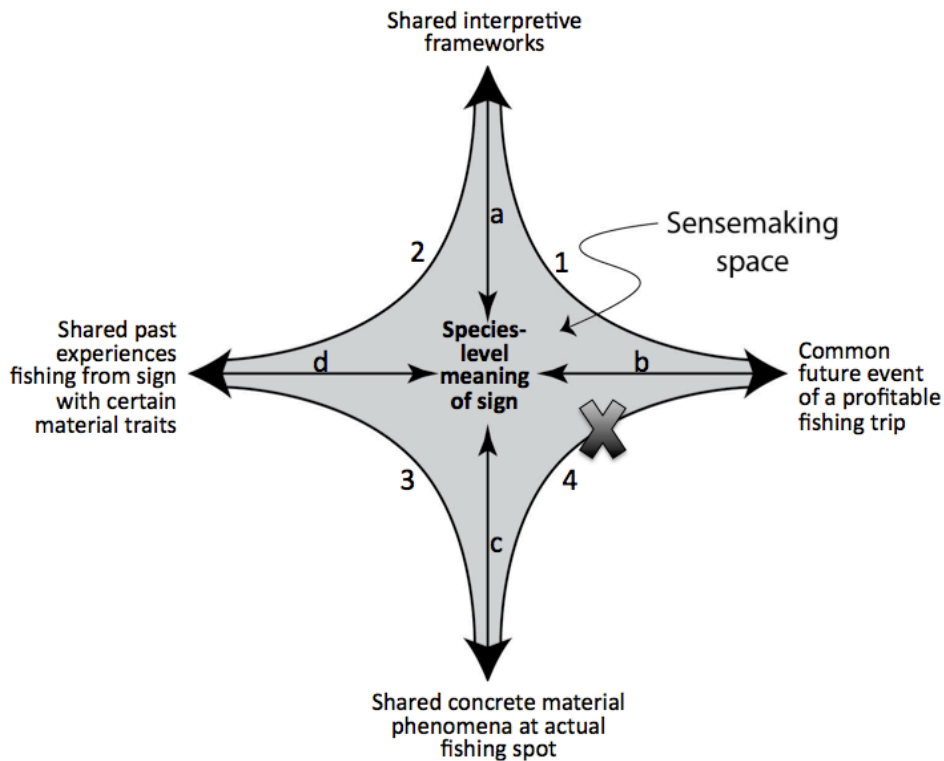 Shared interpretive
frameworks
a
Sensemaking
space
2
1
Shared past
experiences
fishing from sign
with certain
material traits
d
Species-
level
meaning
of sign
b
Common
future event
of a profitable
fishing trip
3
4
c
Shared concrete material
phenomena at actual
fishing spot